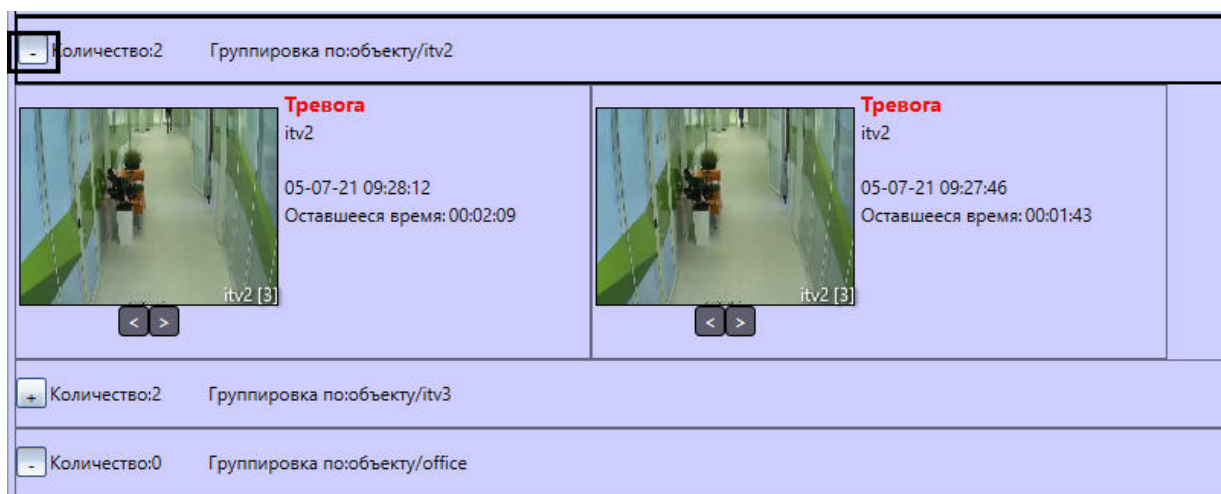 - Количество:2 Группировка по:объекту/itv2
Тревога
itv2
05-07-21 09:28:12
Оставшееся время: 00:02:09
itv2 [3]
< >
Тревога
itv2
05-07-21 09:27:46
Оставшееся время: 00:01:43
itv2 [3]
< >
+ Количество:2 Группировка по:объекту/itv3
- Количество:0 Группировка по:объекту/office